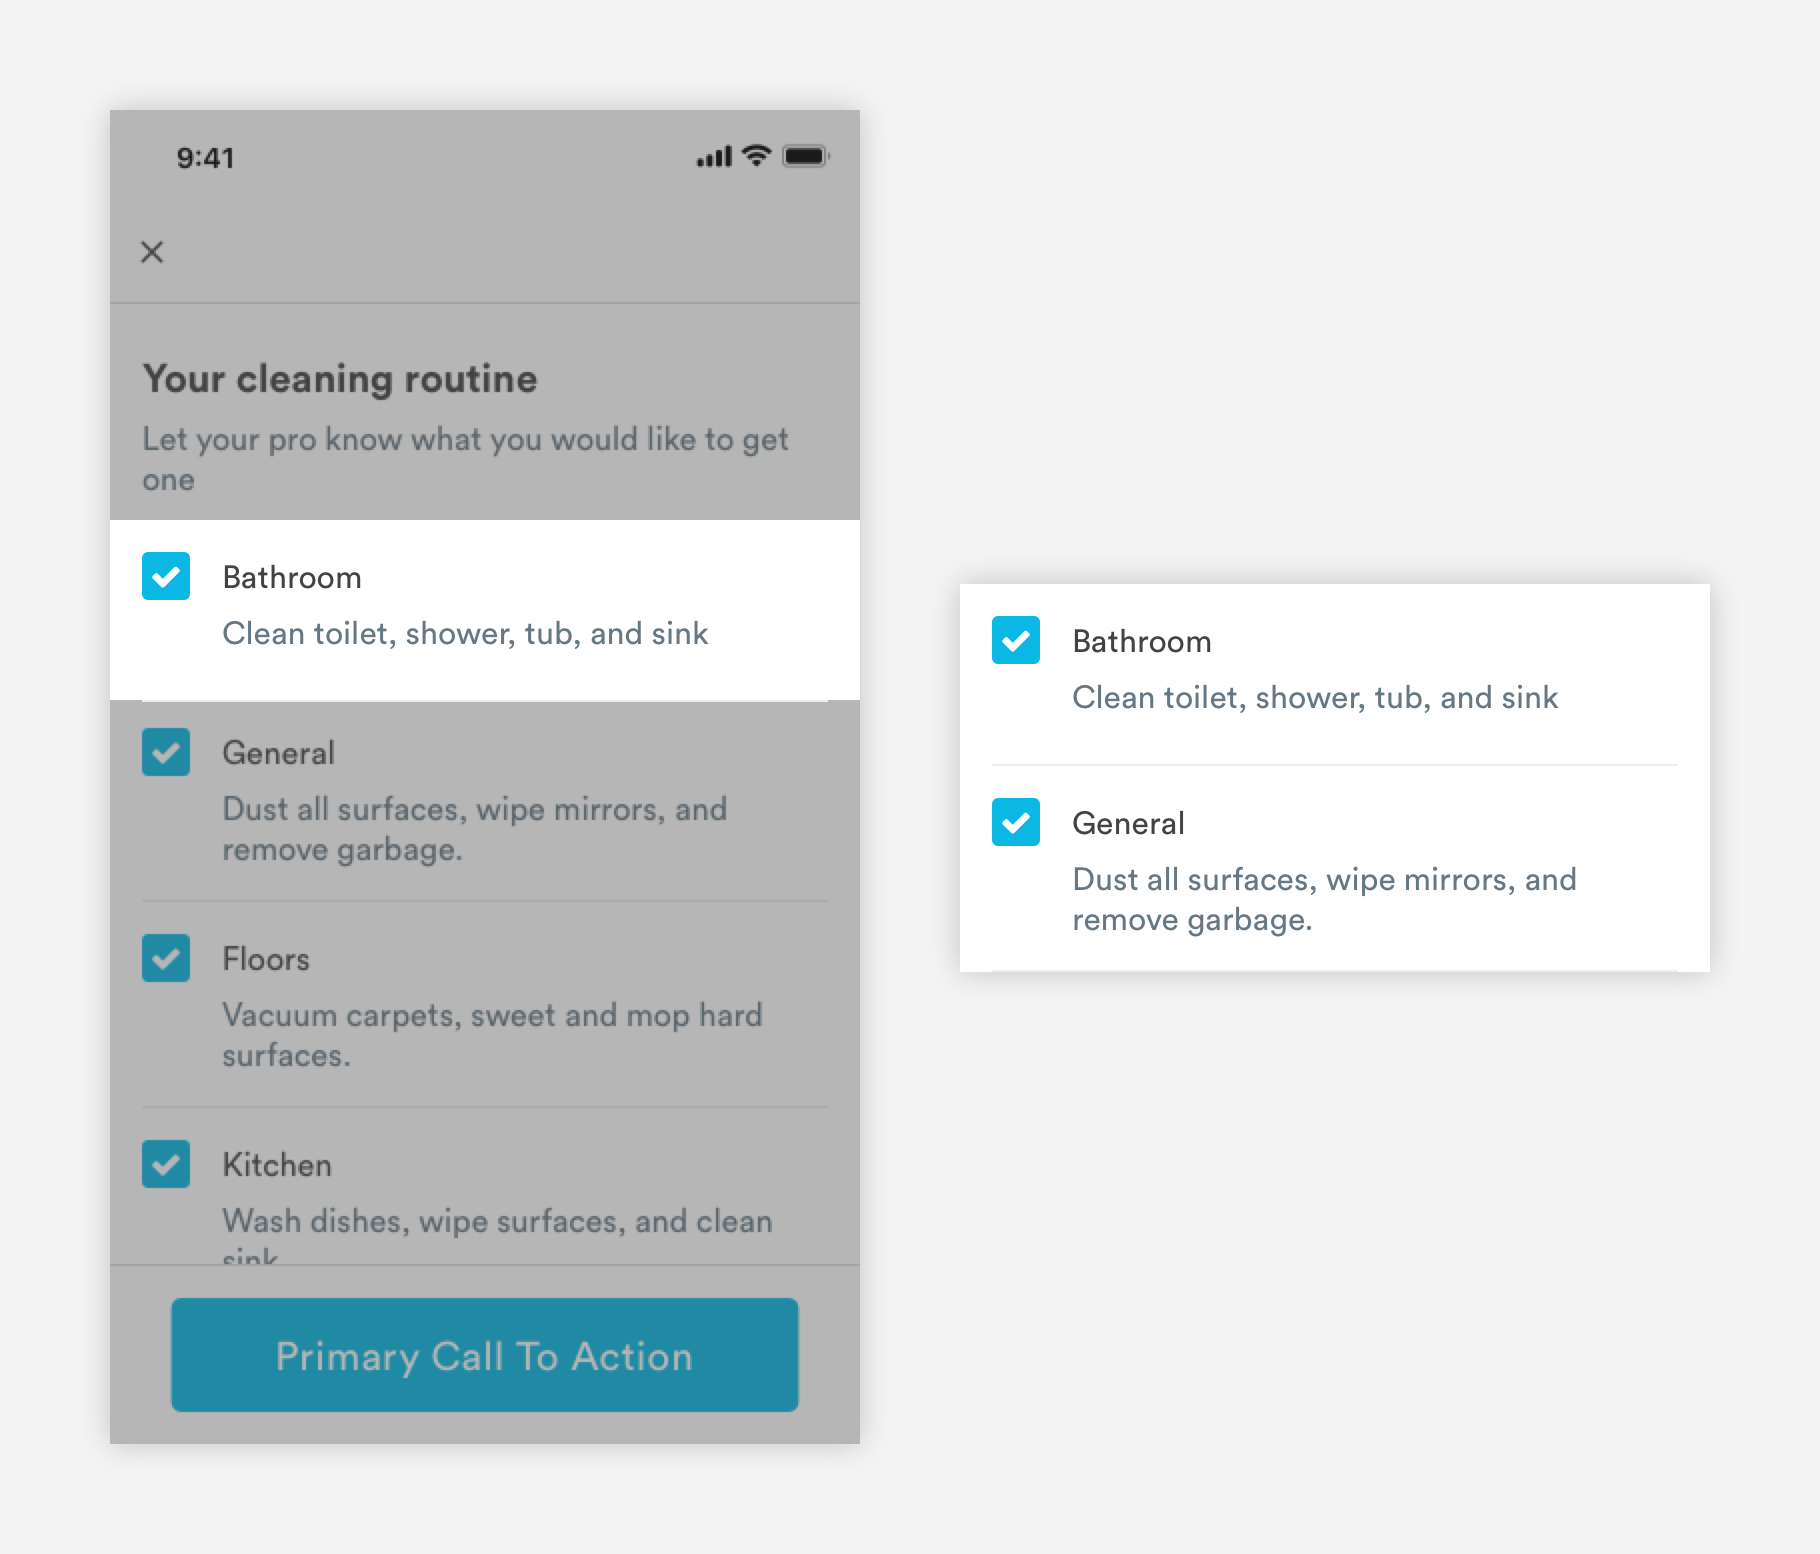 9:41
Your cleaning routine
Let your pro know what you would like to get
one
Bathroom
Clean toilet, shower, tub, and sink
General
Dust all surfaces, wipe mirrors, and
remove garbage.
Floors
Vacuum carpets, sweet and mop hard
surfaces.
Kitchen
Wash dishes, wipe surfaces, and clean
sink
Primary Call To Action
Bathroom
Clean toilet, shower, tub, and sink
General
Dust all surfaces, wipe mirrors, and
remove garbage.